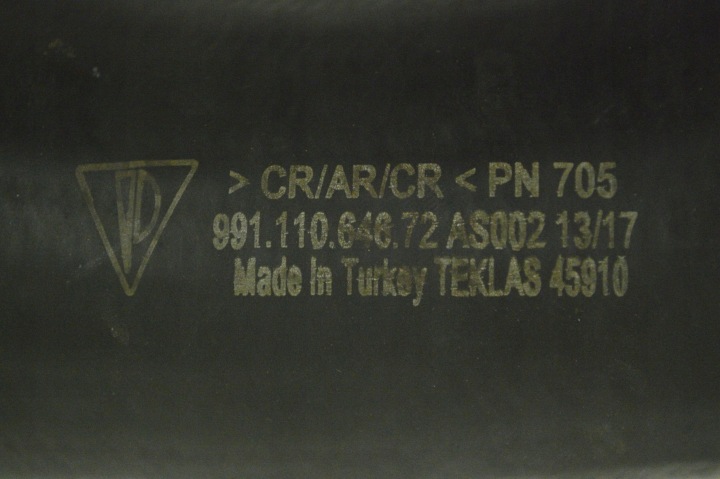 > CR/AR/CR < PN 705
991.110.646.72 AS002 13/17
Made In Turkey TEKLAS 45910